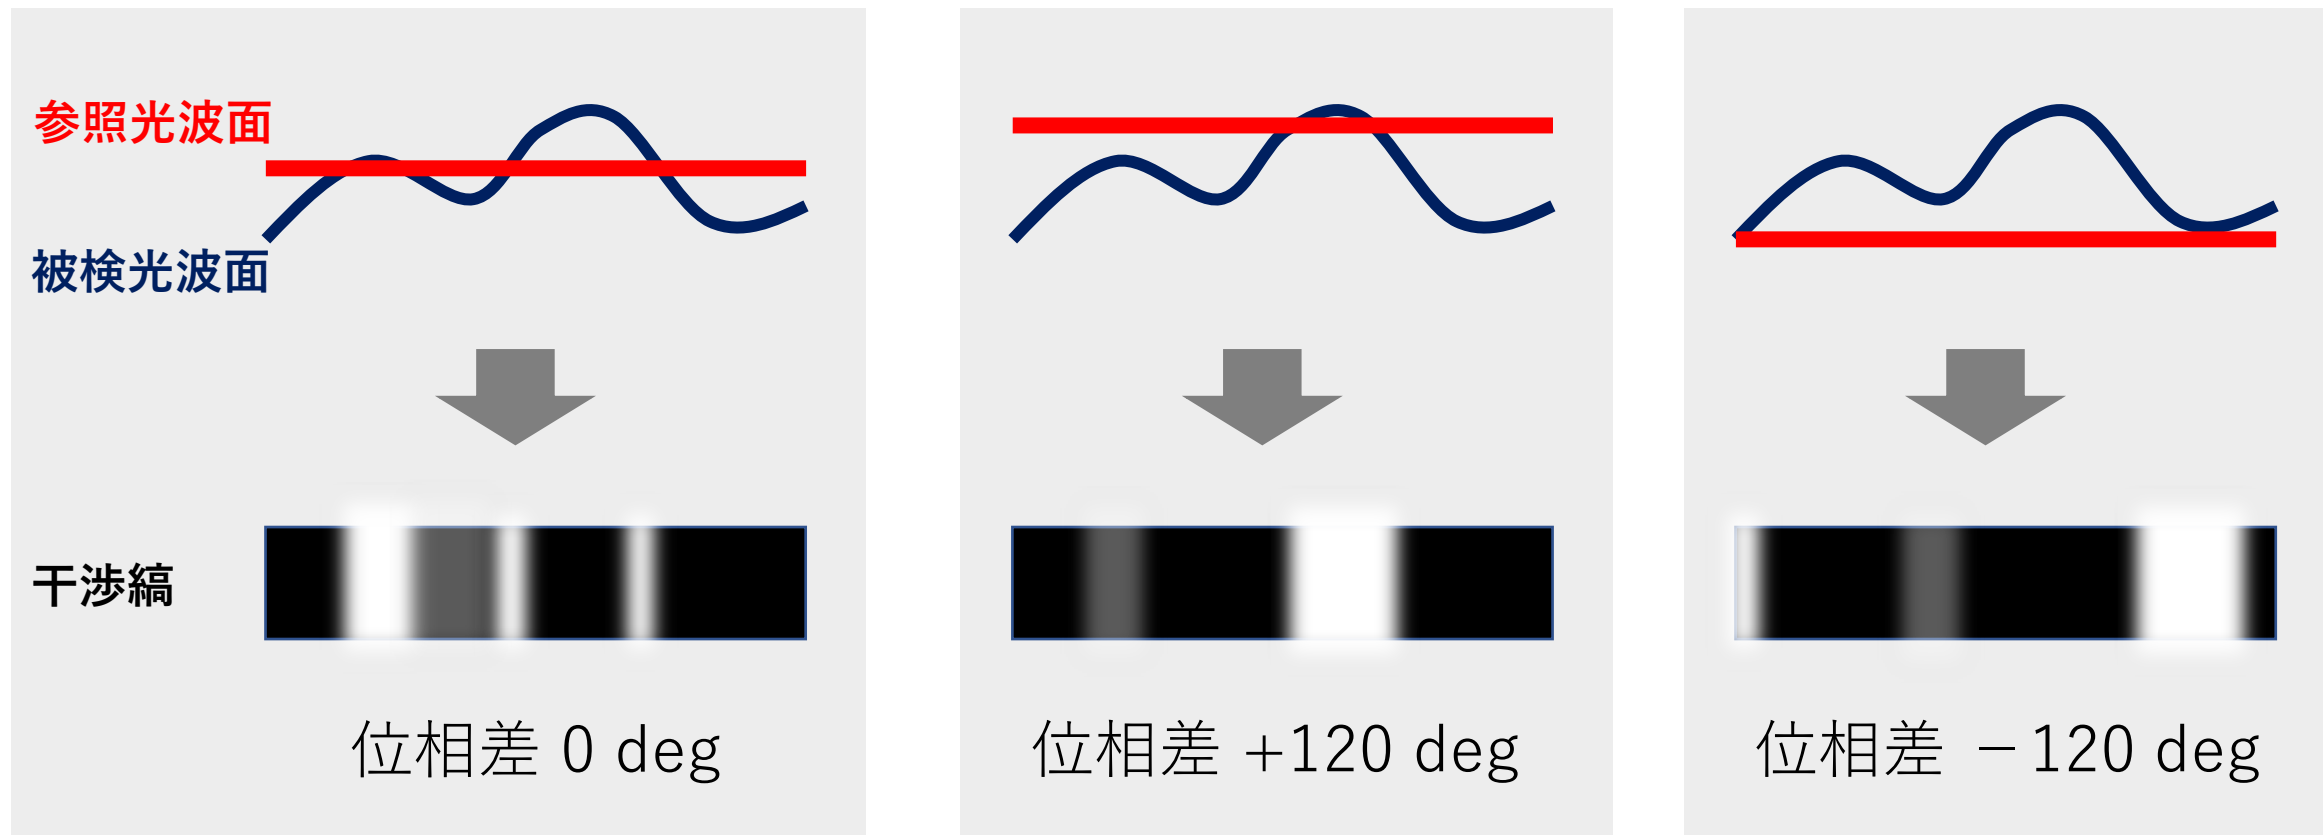 参照光波面
被検光波面
干渉縞
位相差 0 deg
位相差 +120 deg
位相差 －120 deg